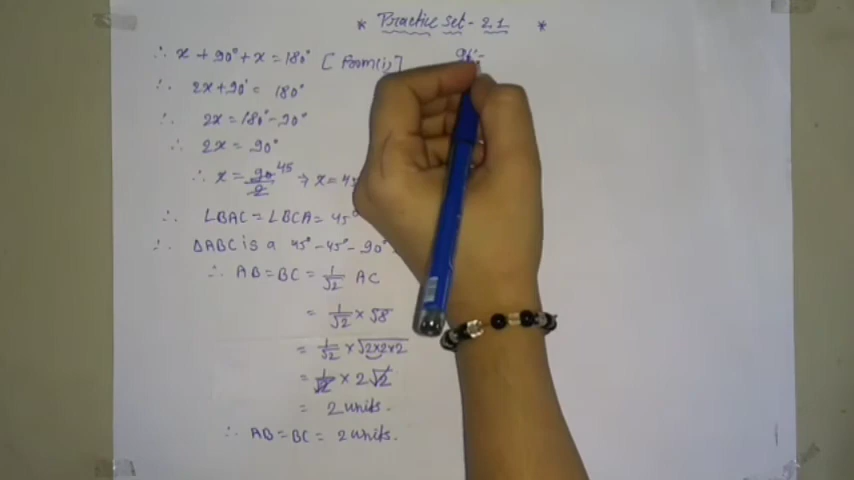 * Practice Set - 2.1 *
∴ x + 90° + x = 180° [from (i)]
∴ 2x + 90° = 180°
∴ 2x = 180° - 90°
∴ 2x = 90°
∴ x = 90/2 45 → x = 45
∴ ∠BAC = ∠BCA = 45°
∴ ΔABC is a 45° - 45° - 90°
∴ AB = BC = 1/√2 AC
= 1/√2 × √8
= 1/√2 × √2×2×2
= 1/√2 × 2√2
= 2 units.
∴ AB = BC = 2 units.